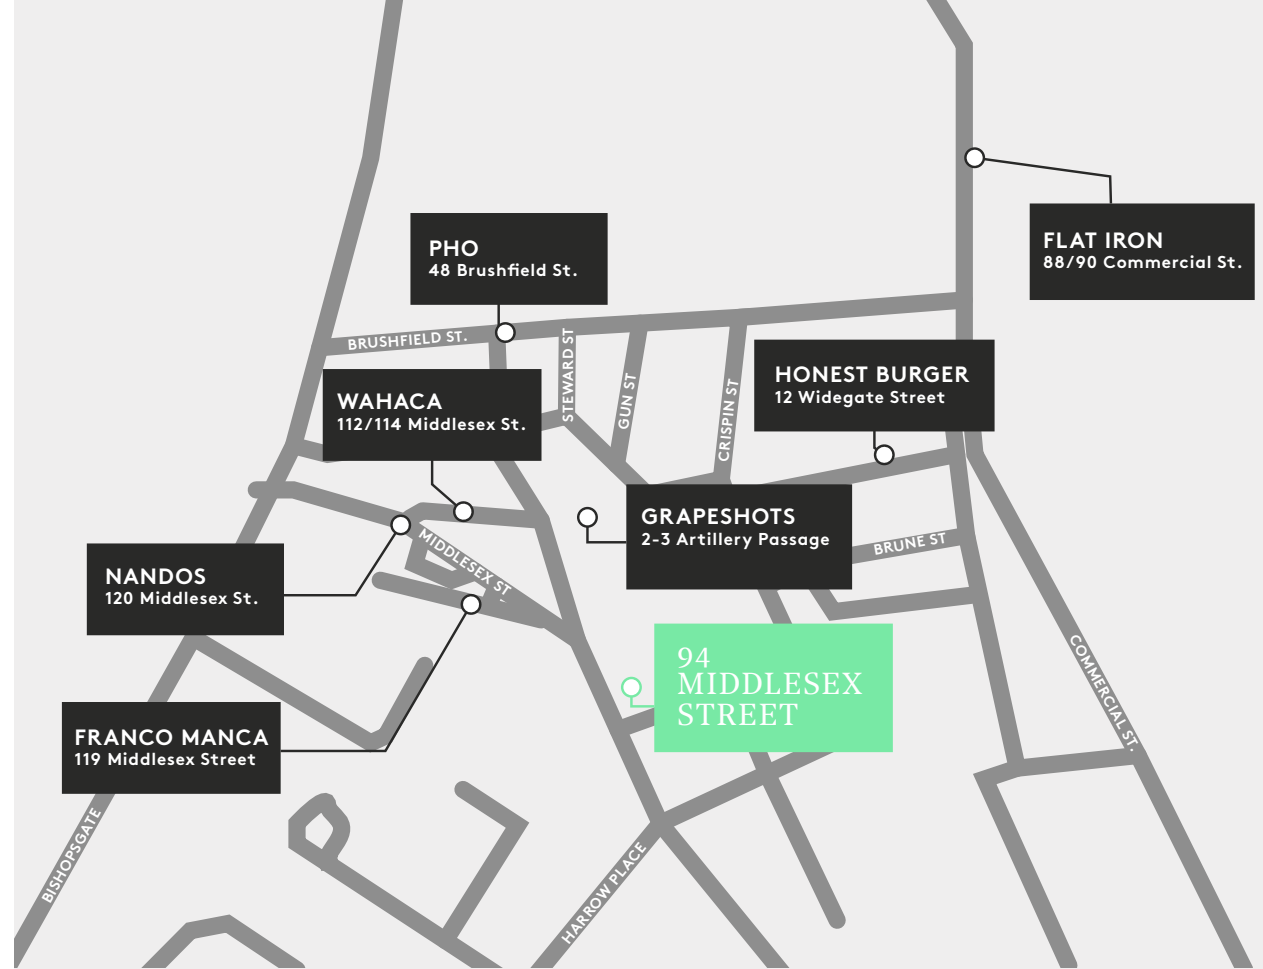 PHO
48 Brushfield St.
FLAT IRON
88/90 Commercial St.
BRUSHFIELD ST.
STEWARD ST
GUN ST
CRISPIN ST
HONEST BURGER
12 Widegate Street
WAHACA
112/114 Middlesex St.
GRAPESHOTS
2-3 Artillery Passage
BRUNE ST
MIDDLESEX ST
NANDOS
120 Middlesex St.
94
MIDDLESEX
STREET
COMMERCIAL ST.
FRANCO MANCA
119 Middlesex Street
BISHOPSGATE
HARROW PLACE